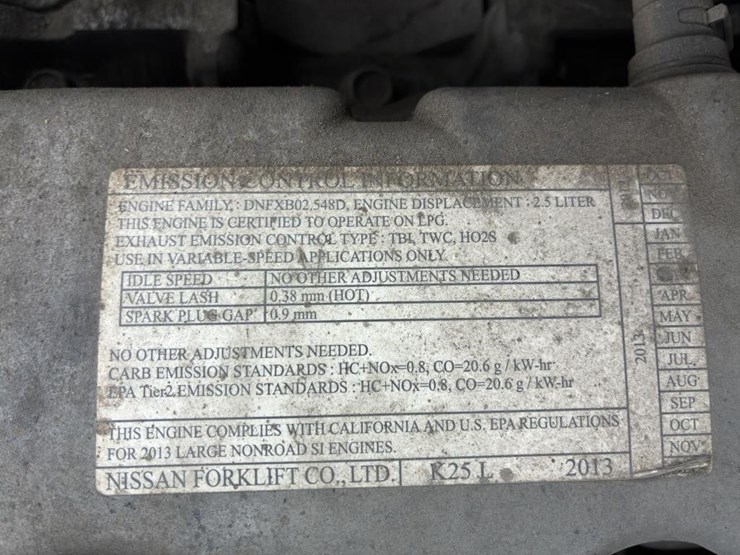 EMISSION CONTROL INFORMATION
ENGINE FAMILY : DNFXB02.548D, ENGINE DISPLACEMENT : 2.5 LITER
THIS ENGINE IS CERTIFIED TO OPERATE ON LPG.
EXHAUST EMISSION CONTROL TYPE : TBI, TWC, HO2S
USE IN VARIABLE-SPEED APPLICATIONS ONLY.
IDLE SPEED NO OTHER ADJUSTMENTS NEEDED
VALVE LASH 0.38 mm (HOT)
SPARK PLUG GAP 0.9 mm
NO OTHER ADJUSTMENTS NEEDED.
CARB EMISSION STANDARDS : HC+NOx=0.8, CO=20.6 g / kW-hr
EPA Tier2 EMISSION STANDARDS : HC+NOx=0.8, CO=20.6 g / kW-hr
THIS ENGINE COMPLIES WITH CALIFORNIA AND U.S. EPA REGULATIONS
FOR 2013 LARGE NONROAD SI ENGINES.
NISSAN FORKLIFT CO., LTD. K25 L 2013
OCT
NOV
DEC
JAN
FEB
APR
MAY
JUN
2013
JUL
AUG
SEP
OCT
NOV